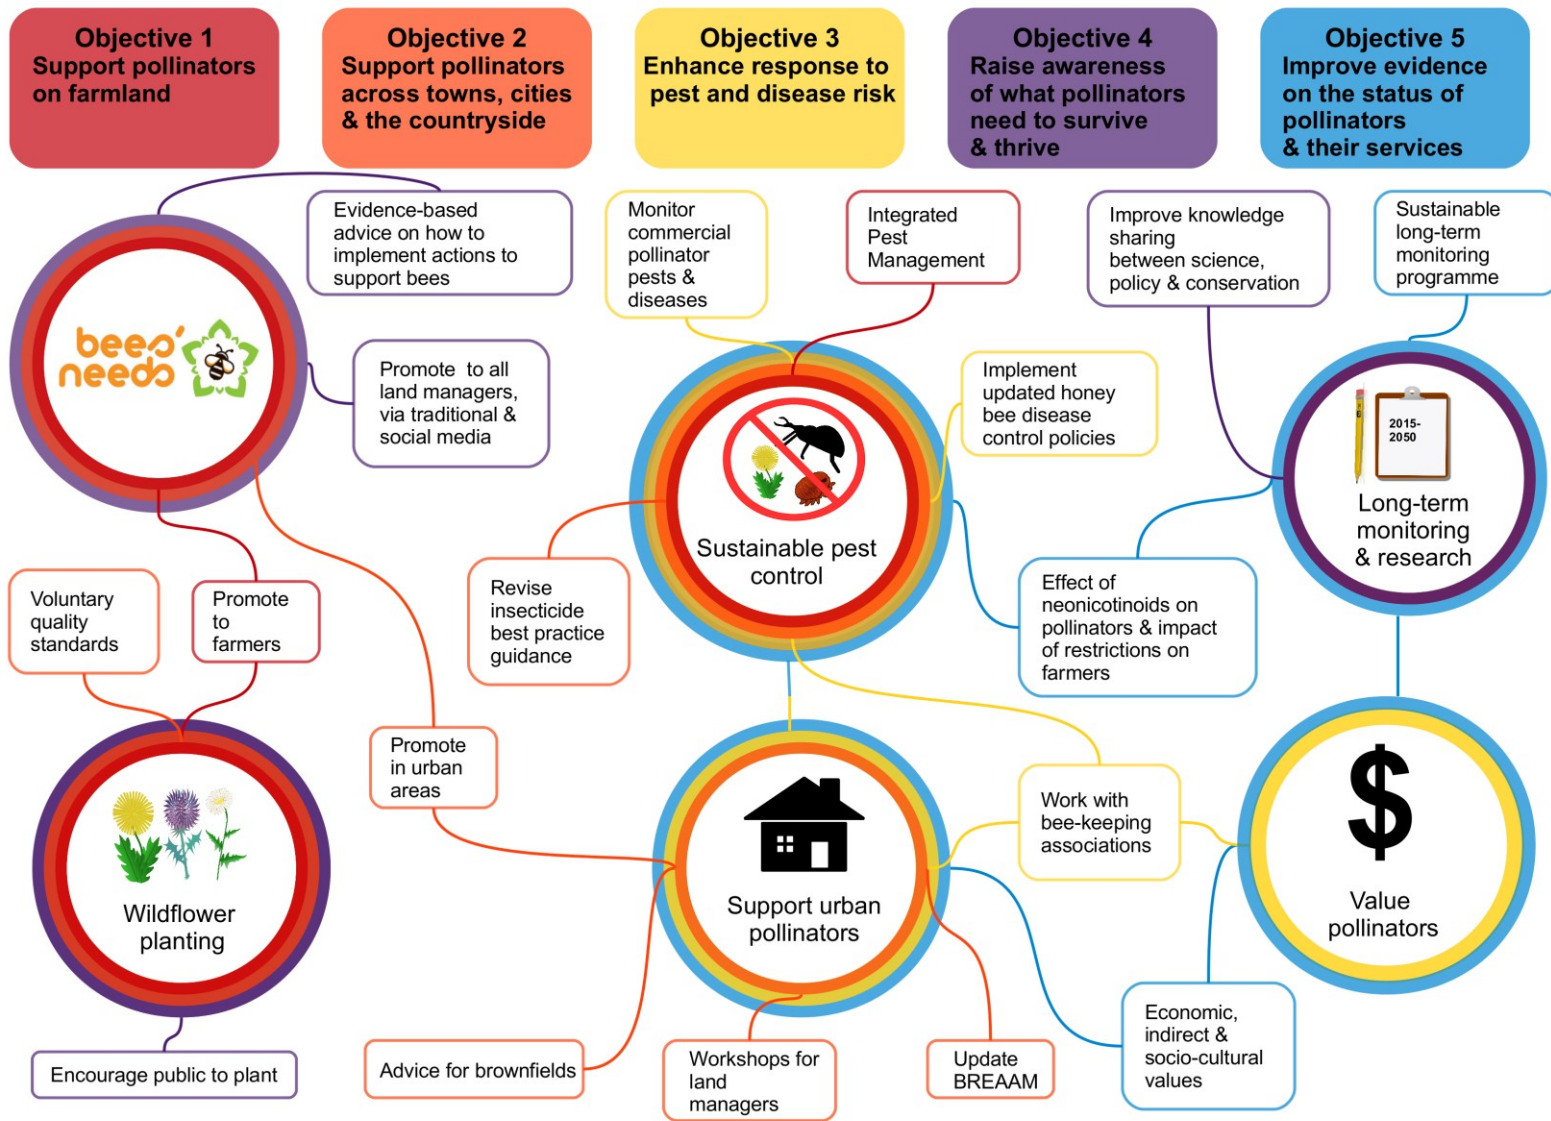 Objective 1
Support pollinators
on farmland
Objective 2
Support pollinators
across towns, cities
& the countryside
Objective 3
Enhance response to
pest and disease risk
Objective 4
Raise awareness
of what pollinators
need to survive
& thrive
Objective 5
Improve evidence
on the status of
pollinators
& their services
Evidence-based
advice on how to
implement actions to
support bees
Monitor
commercial
pollinator
pests &
diseases
Integrated
Pest
Management
Improve knowledge
sharing
between science,
policy & conservation
Sustainable
long-term
monitoring
programme
bees'
needs
Promote to all
land managers,
via traditional &
social media
Implement
updated honey
bee disease
control policies
2015-
2050
Sustainable pest
control
Long-term
monitoring
& research
Voluntary
quality
standards
Promote
to
farmers
Revise
insecticide
best practice
guidance
Effect of
neonicotinoids on
pollinators & impact
of restrictions on
farmers
Promote
in urban
areas
Work with
bee-keeping
associations
$
Wildflower
planting
Support urban
pollinators
Value
pollinators
Encourage public to plant
Advice for brownfields
Workshops for
land
managers
Update
BREAAM
Economic,
indirect &
socio-cultural
values